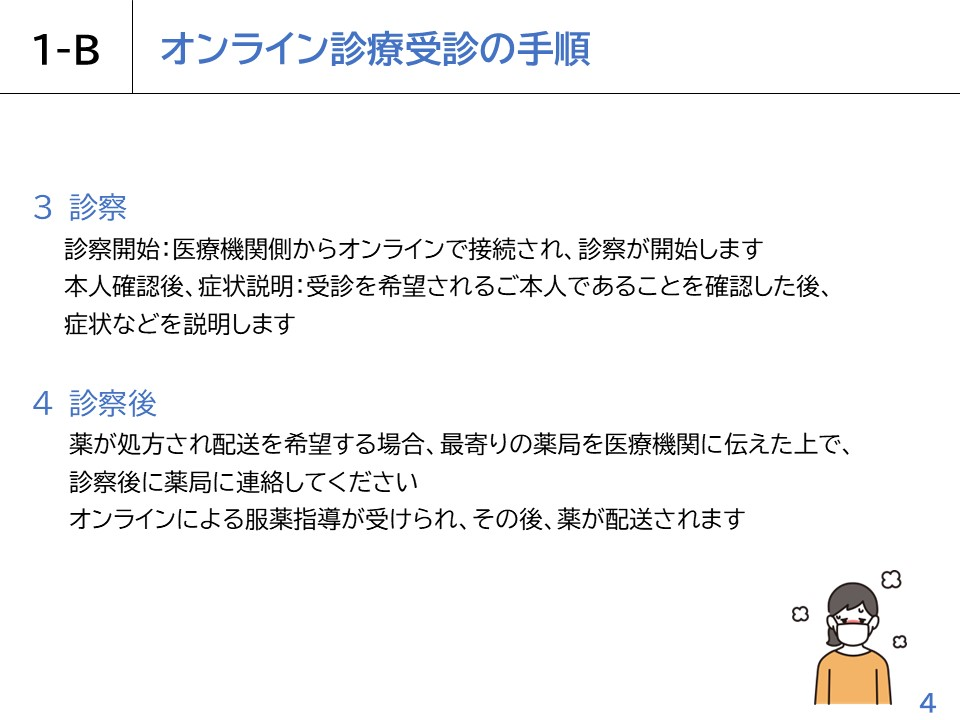 1-B
オンライン診療受診の手順
3 診察
診察開始：医療機関側からオンラインで接続され、診察が開始します
本人確認後、症状説明：受診を希望されるご本人であることを確認した後、
症状などを説明します
4 診察後
薬が処方され配送を希望する場合、最寄りの薬局を医療機関に伝えた上で、
診察後に薬局に連絡してください
オンラインによる服薬指導が受けられ、その後、薬が配送されます
4